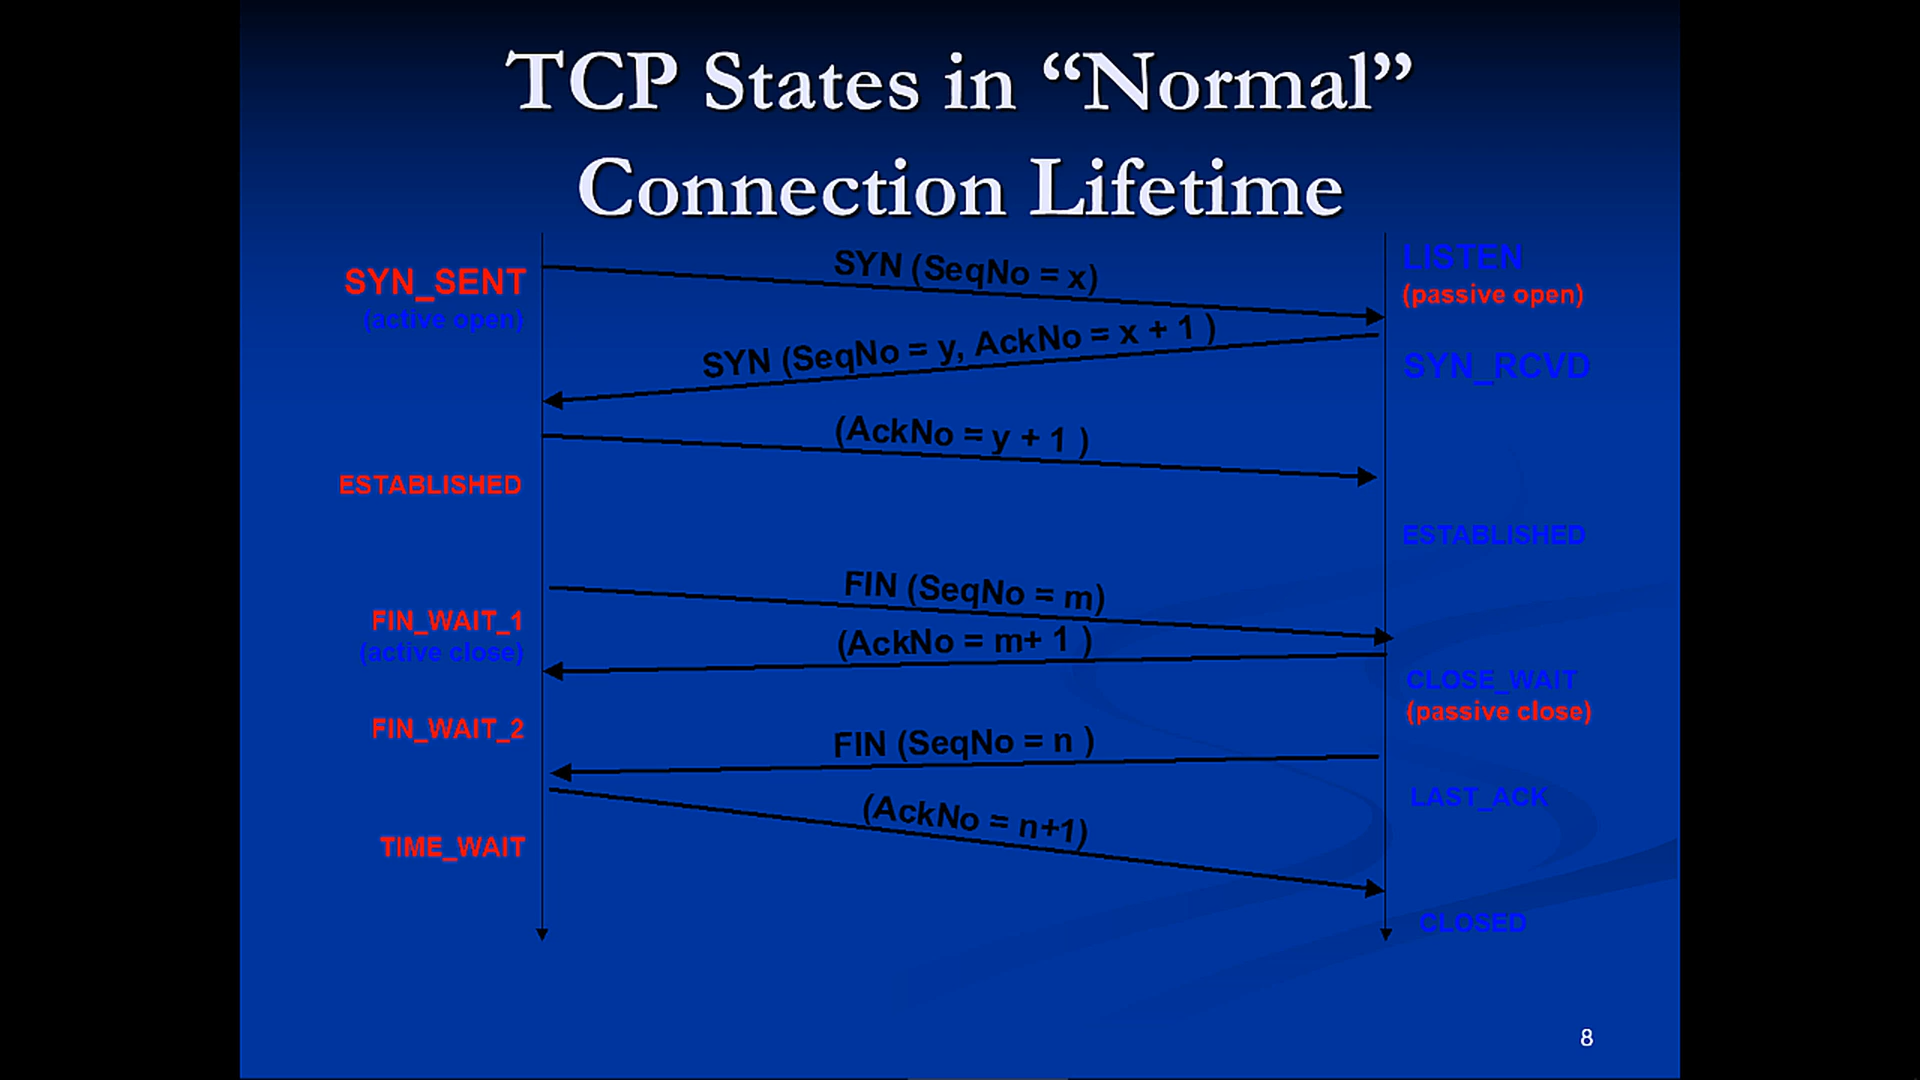 TCP States in “Normal”
Connection Lifetime
SYN_SENT
(active open)
SYN (SeqNo = x)
LISTEN
(passive open)
SYN (SeqNo = y, AckNo = x + 1 )
SYN_RCVD
(AckNo = y + 1 )
ESTABLISHED
ESTABLISHED
FIN (SeqNo = m)
FIN_WAIT_1
(active close)
(AckNo = m+ 1 )
CLOSE_WAIT
(passive close)
FIN_WAIT_2
FIN (SeqNo = n )
LAST_ACK
(AckNo = n+1)
TIME_WAIT
CLOSED
8